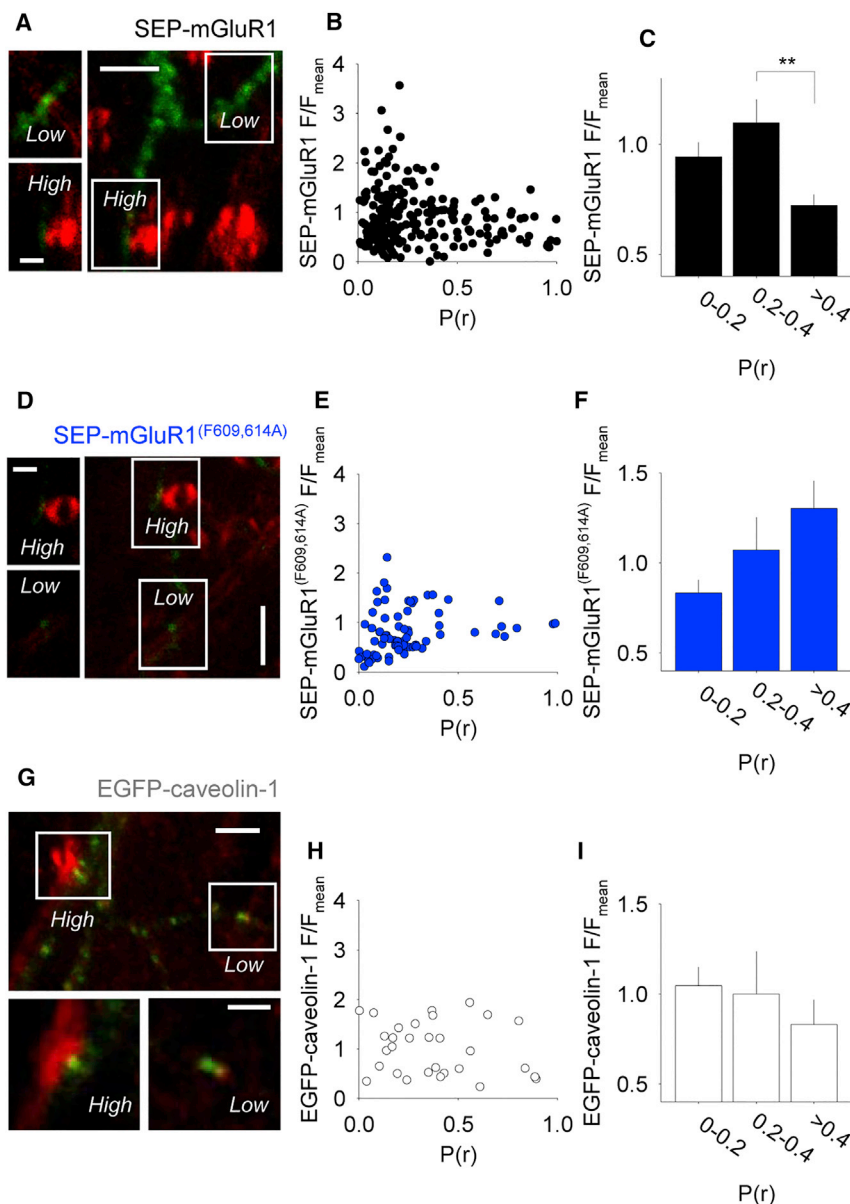 A
SEP-mGluR1
Low
High
High
Low
B
SEP-mGluR1 F/Fmean
4
3
2
1
0
0.0
0.5
1.0
P(r)
C
**
SEP-mGluR1 F/Fmean
1.0
0.5
0-0.2
0.2-0.4
>0.4
P(r)
D
SEP-mGluR1(F609,614A)
High
Low
High
Low
E
SEP-mGluR1(F609,614A) F/Fmean
4
3
2
1
0
0.0
0.5
1.0
P(r)
F
SEP-mGluR1(F609,614A) F/Fmean
1.5
1.0
0.5
0-0.2
0.2-0.4
>0.4
P(r)
G
EGFP-caveolin-1
High
Low
High
Low
H
EGFP-caveolin-1 F/Fmean
4
3
2
1
0
0.0
0.5
1.0
P(r)
I
EGFP-caveolin-1 F/Fmean
1.5
1.0
0.5
0-0.2
0.2-0.4
>0.4
P(r)